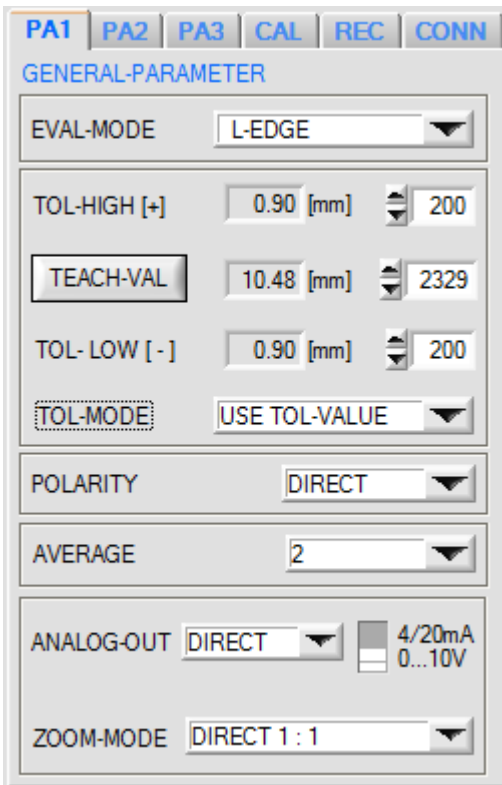 PA1 PA2 PA3 CAL REC CONN
GENERAL-PARAMETER
EVAL-MODE L-EDGE
TOL-HIGH [+] 0.90 [mm] 200
TEACH-VAL 10.48 [mm] 2329
TOL- LOW [ - ] 0.90 [mm] 200
TOL-MODE USE TOL-VALUE
POLARITY DIRECT
AVERAGE 2
ANALOG-OUT DIRECT 4/20mA
0...10V
ZOOM-MODE DIRECT 1 : 1